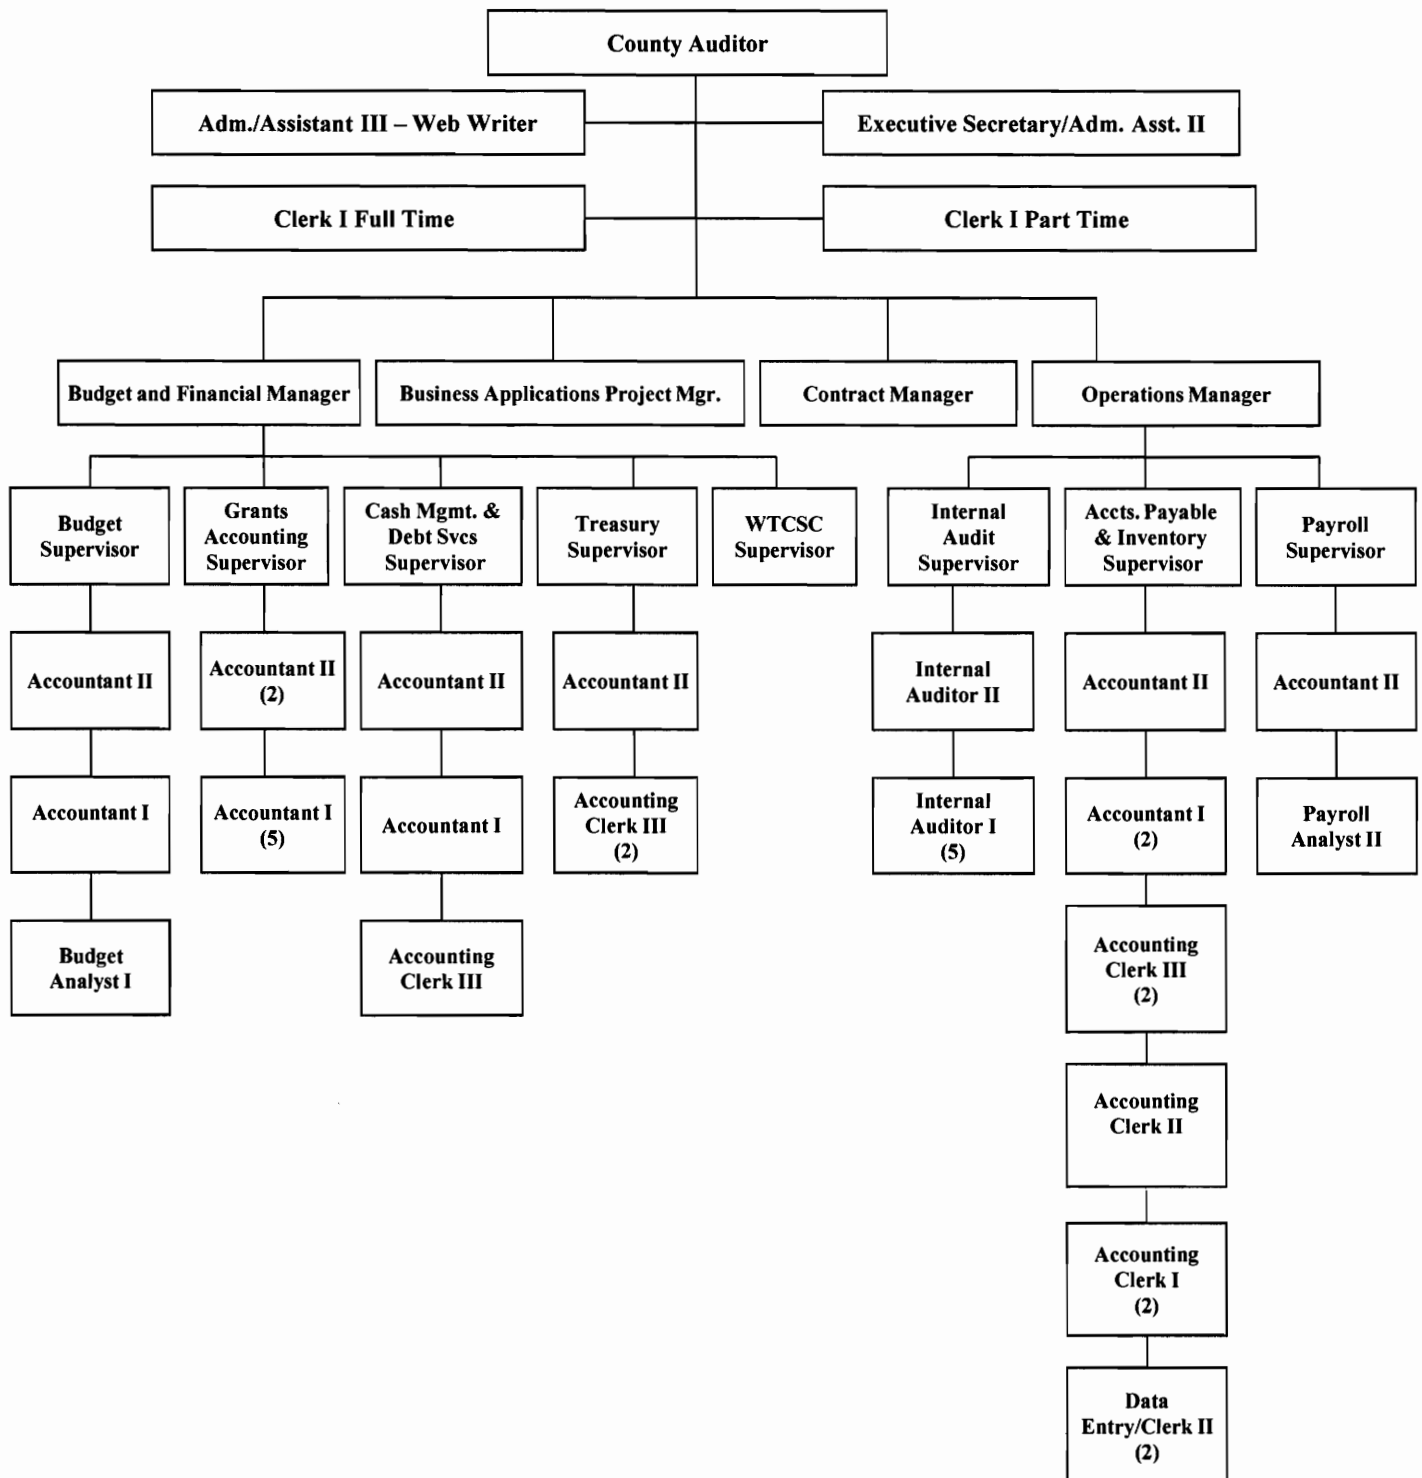 County Auditor
Adm./Assistant III – Web Writer
Executive Secretary/Adm. Asst. II
Clerk I Full Time
Clerk I Part Time
Budget and Financial Manager
Business Applications Project Mgr.
Contract Manager
Operations Manager
Budget
Supervisor
Grants
Accounting
Supervisor
Cash Mgmt. &
Debt Svcs
Supervisor
Treasury
Supervisor
WTCSC
Supervisor
Internal
Audit
Supervisor
Accts. Payable
& Inventory
Supervisor
Payroll
Supervisor
Accountant II
Accountant II
(2)
Accountant II
Accountant II
Internal
Auditor II
Accountant II
Accountant II
Accountant I
Accountant I
(5)
Accountant I
Accounting
Clerk III
(2)
Internal
Auditor I
(5)
Accountant I
(2)
Payroll
Analyst II
Budget
Analyst I
Accounting
Clerk III
Accounting
Clerk III
(2)
Accounting
Clerk II
Accounting
Clerk I
(2)
Data
Entry/Clerk II
(2)